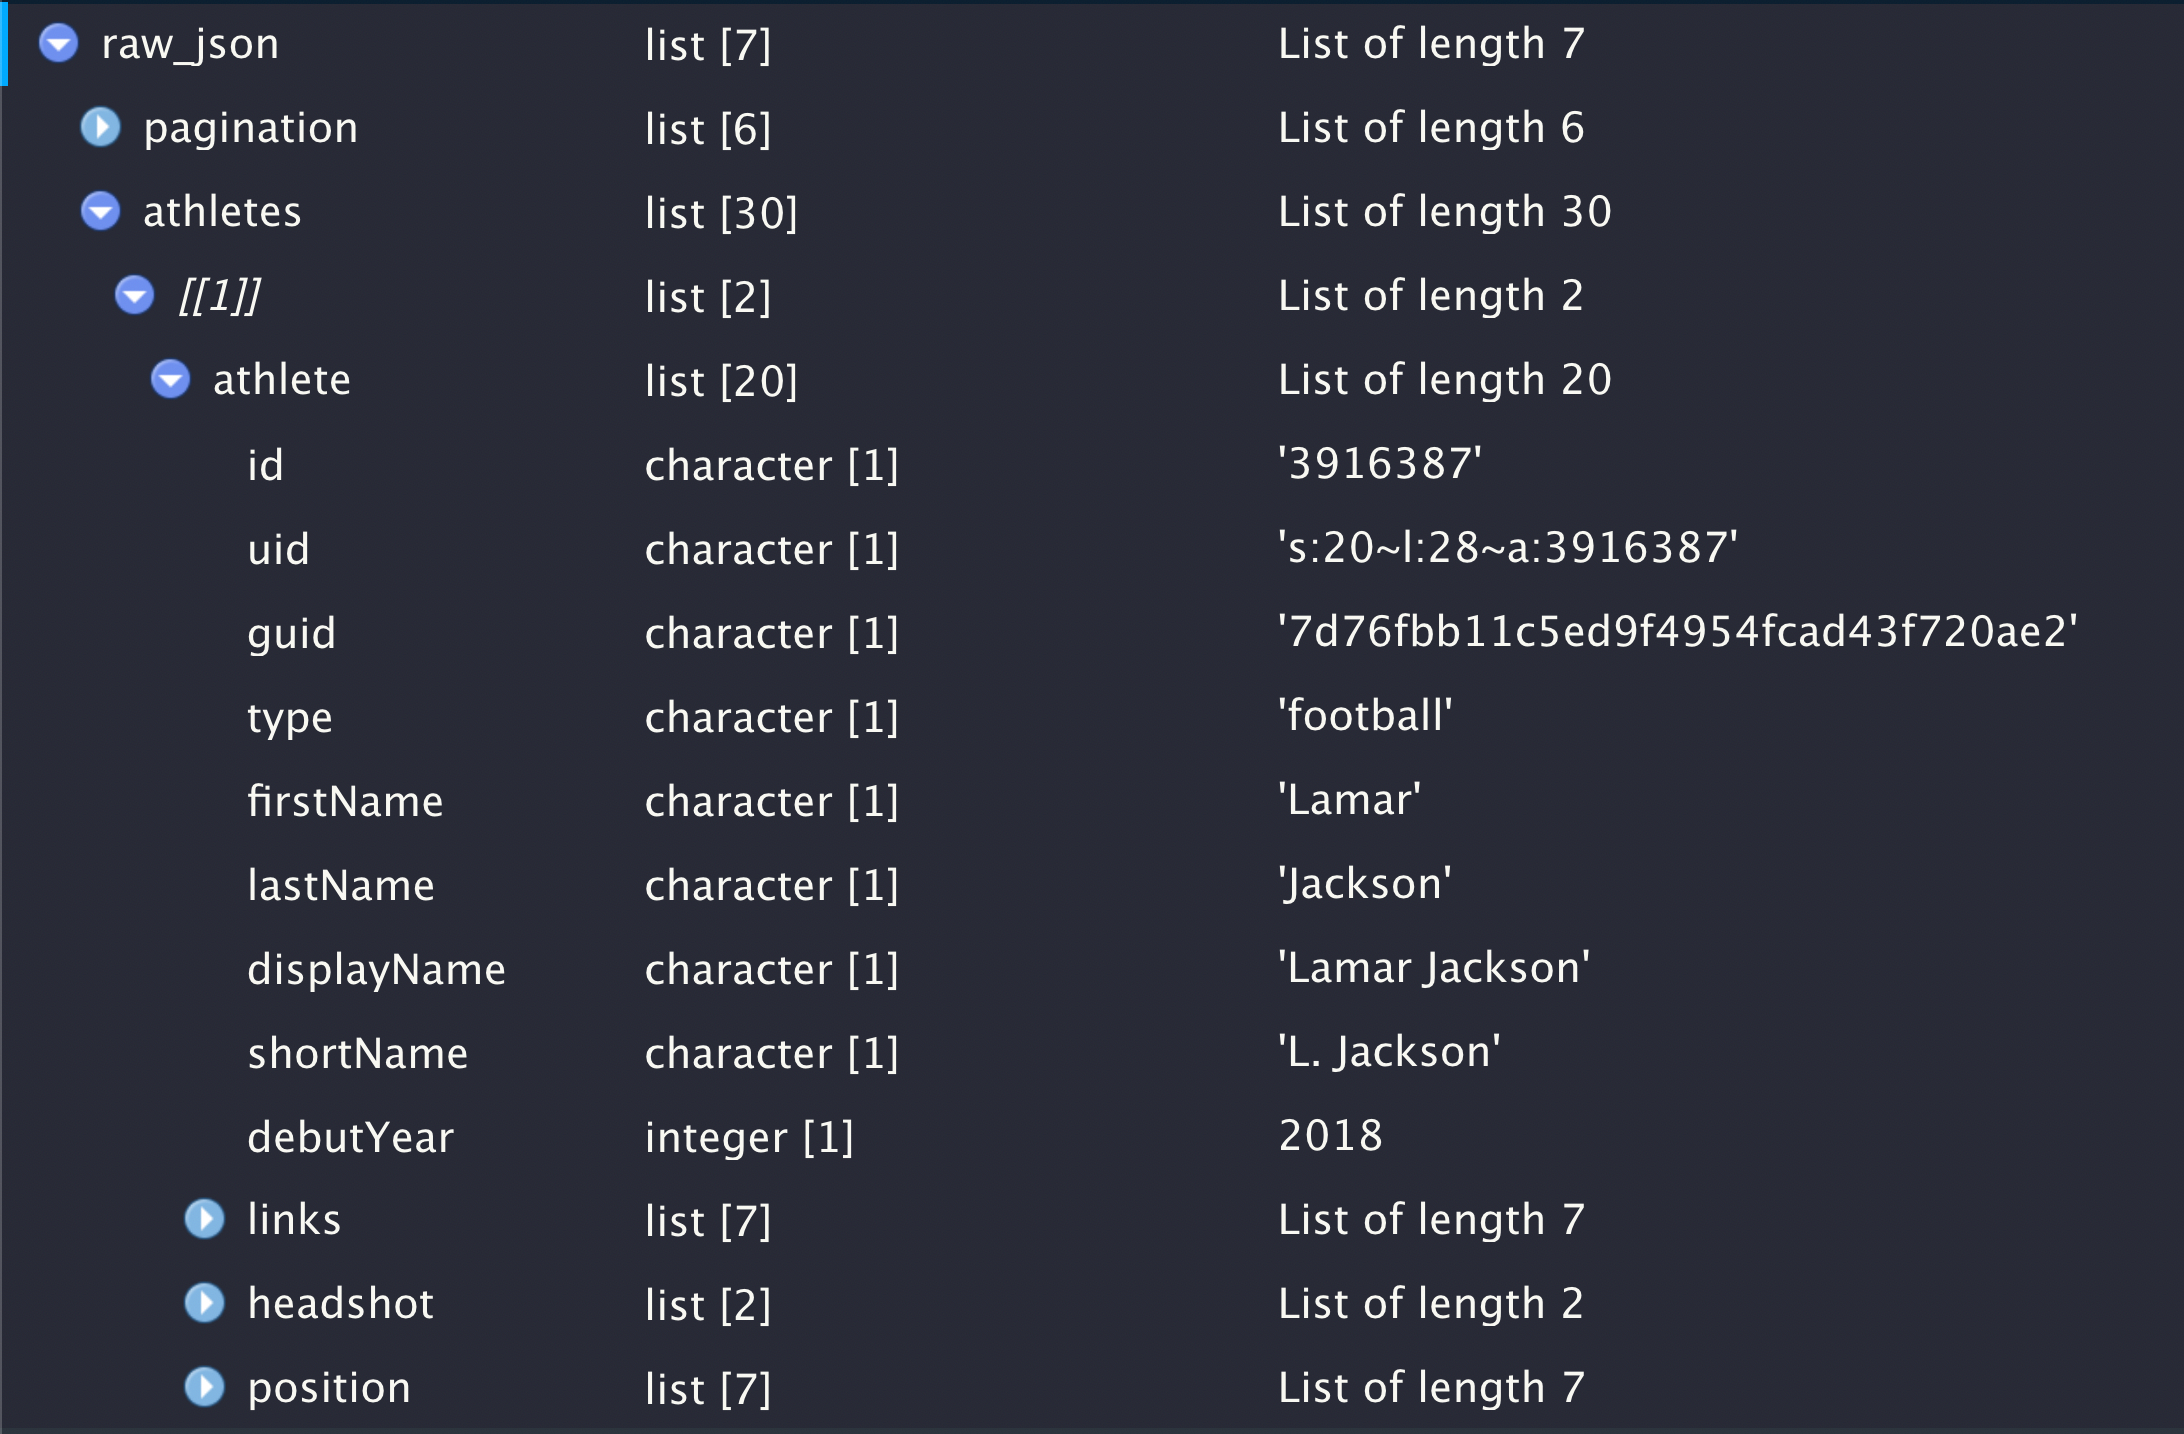 raw_json list [7] List of length 7
pagination list [6] List of length 6
athletes list [30] List of length 30
[[1]] list [2] List of length 2
athlete list [20] List of length 20
id character [1] '3916387'
uid character [1] 's:20~l:28~a:3916387'
guid character [1] '7d76fbb11c5ed9f4954fcad43f720ae2'
type character [1] 'football'
firstName character [1] 'Lamar'
lastName character [1] 'Jackson'
displayName character [1] 'Lamar Jackson'
shortName character [1] 'L. Jackson'
debutYear integer [1] 2018
links list [7] List of length 7
headshot list [2] List of length 2
position list [7] List of length 7